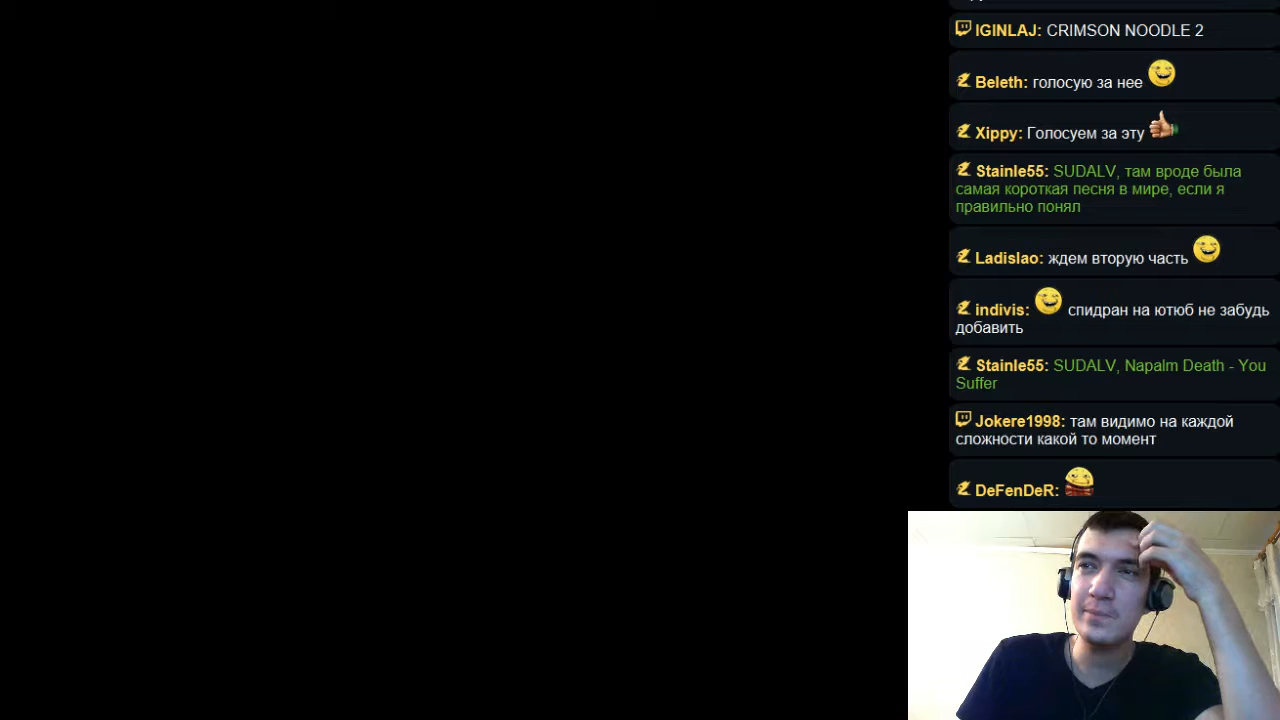 IGINLAJ: CRIMSON NOODLE 2
Beleth: голосую за нее
Xippy: Голосуем за эту
Stainle55: SUDALV, там вроде была
самая короткая песня в мире, если я
правильно понял
Ladislao: ждем вторую часть
indivis: спидран на ютюб не забудь
добавить
Stainle55: SUDALV, Napalm Death - You
Suffer
Jokere1998: там видимо на каждой
сложности какой то момент
DeFenDeR: